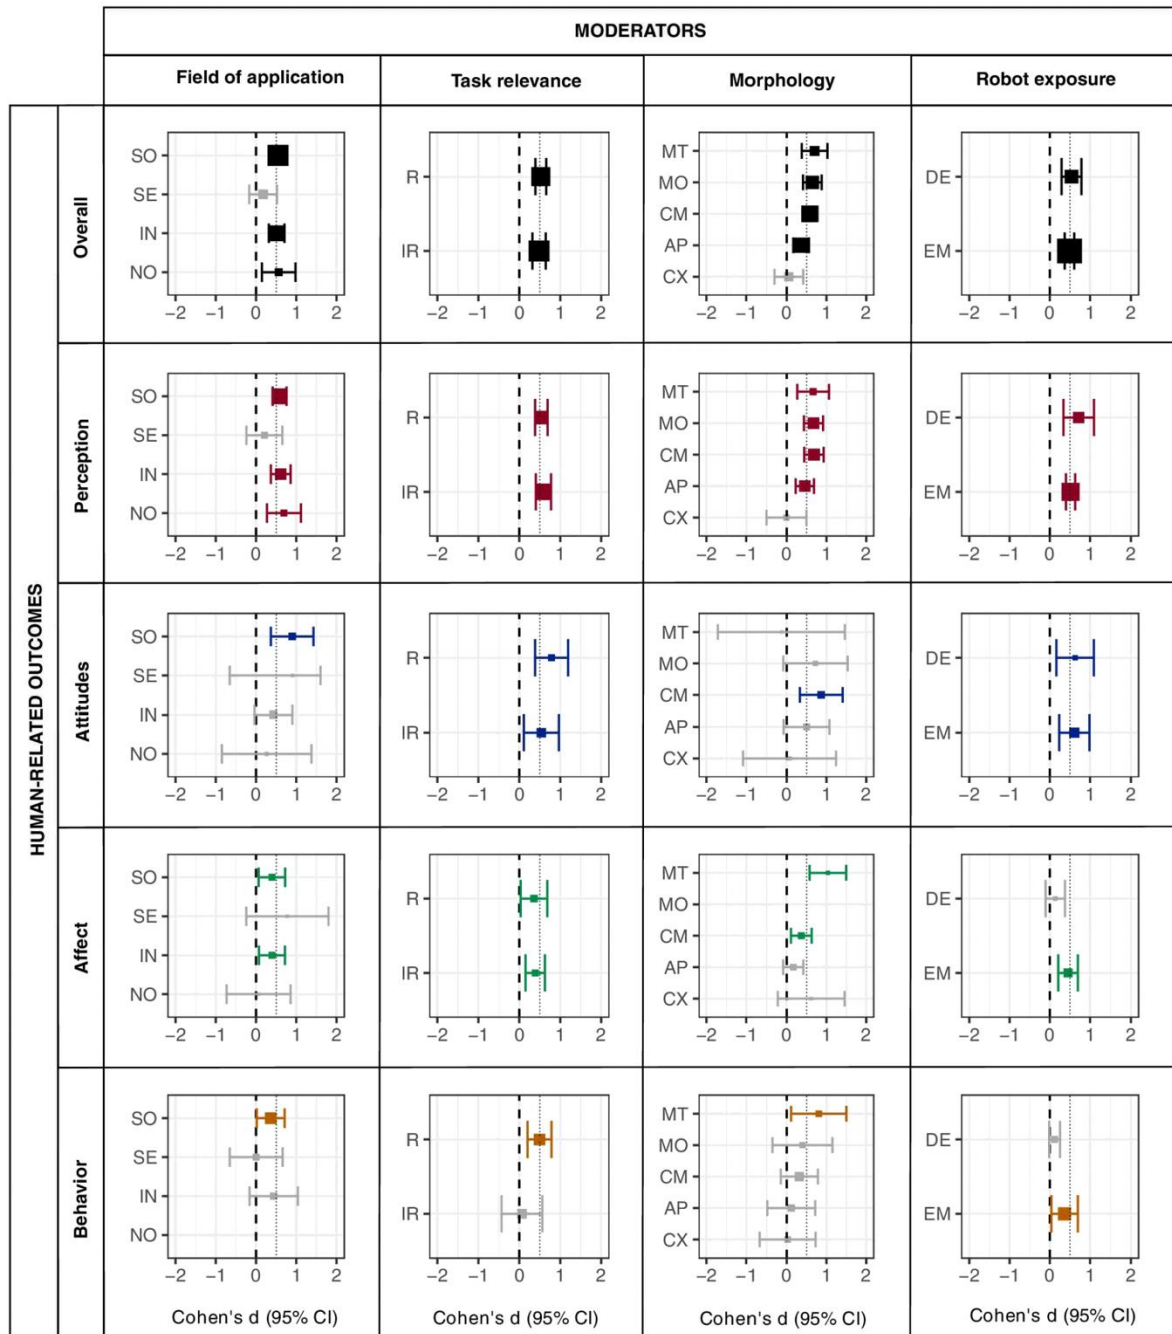 MODERATORS
Field of application Task relevance Morphology Robot exposure
HUMAN-RELATED OUTCOMES
Overall
SO
SE
IN
NO
−2 −1 0 1 2
R
IR
−2 −1 0 1 2
MT
MO
CM
AP
CX
−2 −1 0 1 2
DE
EM
−2 −1 0 1 2
Perception
SO
SE
IN
NO
−2 −1 0 1 2
R
IR
−2 −1 0 1 2
MT
MO
CM
AP
CX
−2 −1 0 1 2
DE
EM
−2 −1 0 1 2
Attitudes
SO
SE
IN
NO
−2 −1 0 1 2
R
IR
−2 −1 0 1 2
MT
MO
CM
AP
CX
−2 −1 0 1 2
DE
EM
−2 −1 0 1 2
Affect
SO
SE
IN
NO
−2 −1 0 1 2
R
IR
−2 −1 0 1 2
MT
MO
CM
AP
CX
−2 −1 0 1 2
DE
EM
−2 −1 0 1 2
Behavior
SO
SE
IN
NO
−2 −1 0 1 2
Cohen's d (95% CI)
R
IR
−2 −1 0 1 2
Cohen's d (95% CI)
MT
MO
CM
AP
CX
−2 −1 0 1 2
Cohen's d (95% CI)
DE
EM
−2 −1 0 1 2
Cohen's d (95% CI)